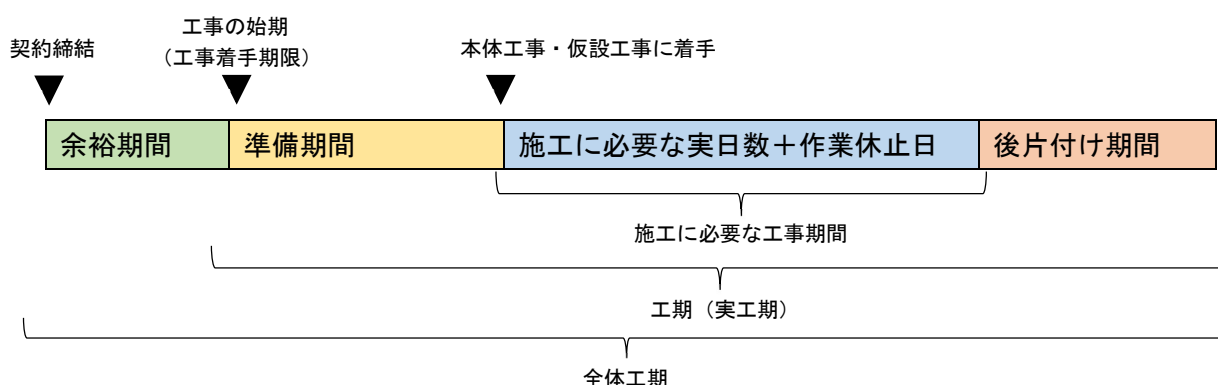 契約締結
工事の始期
（工事着手期限）
本体工事・仮設工事に着手
余裕期間
準備期間
施工に必要な実日数＋作業休止日
後片付け期間
施工に必要な工事期間
工期（実工期）
全体工期